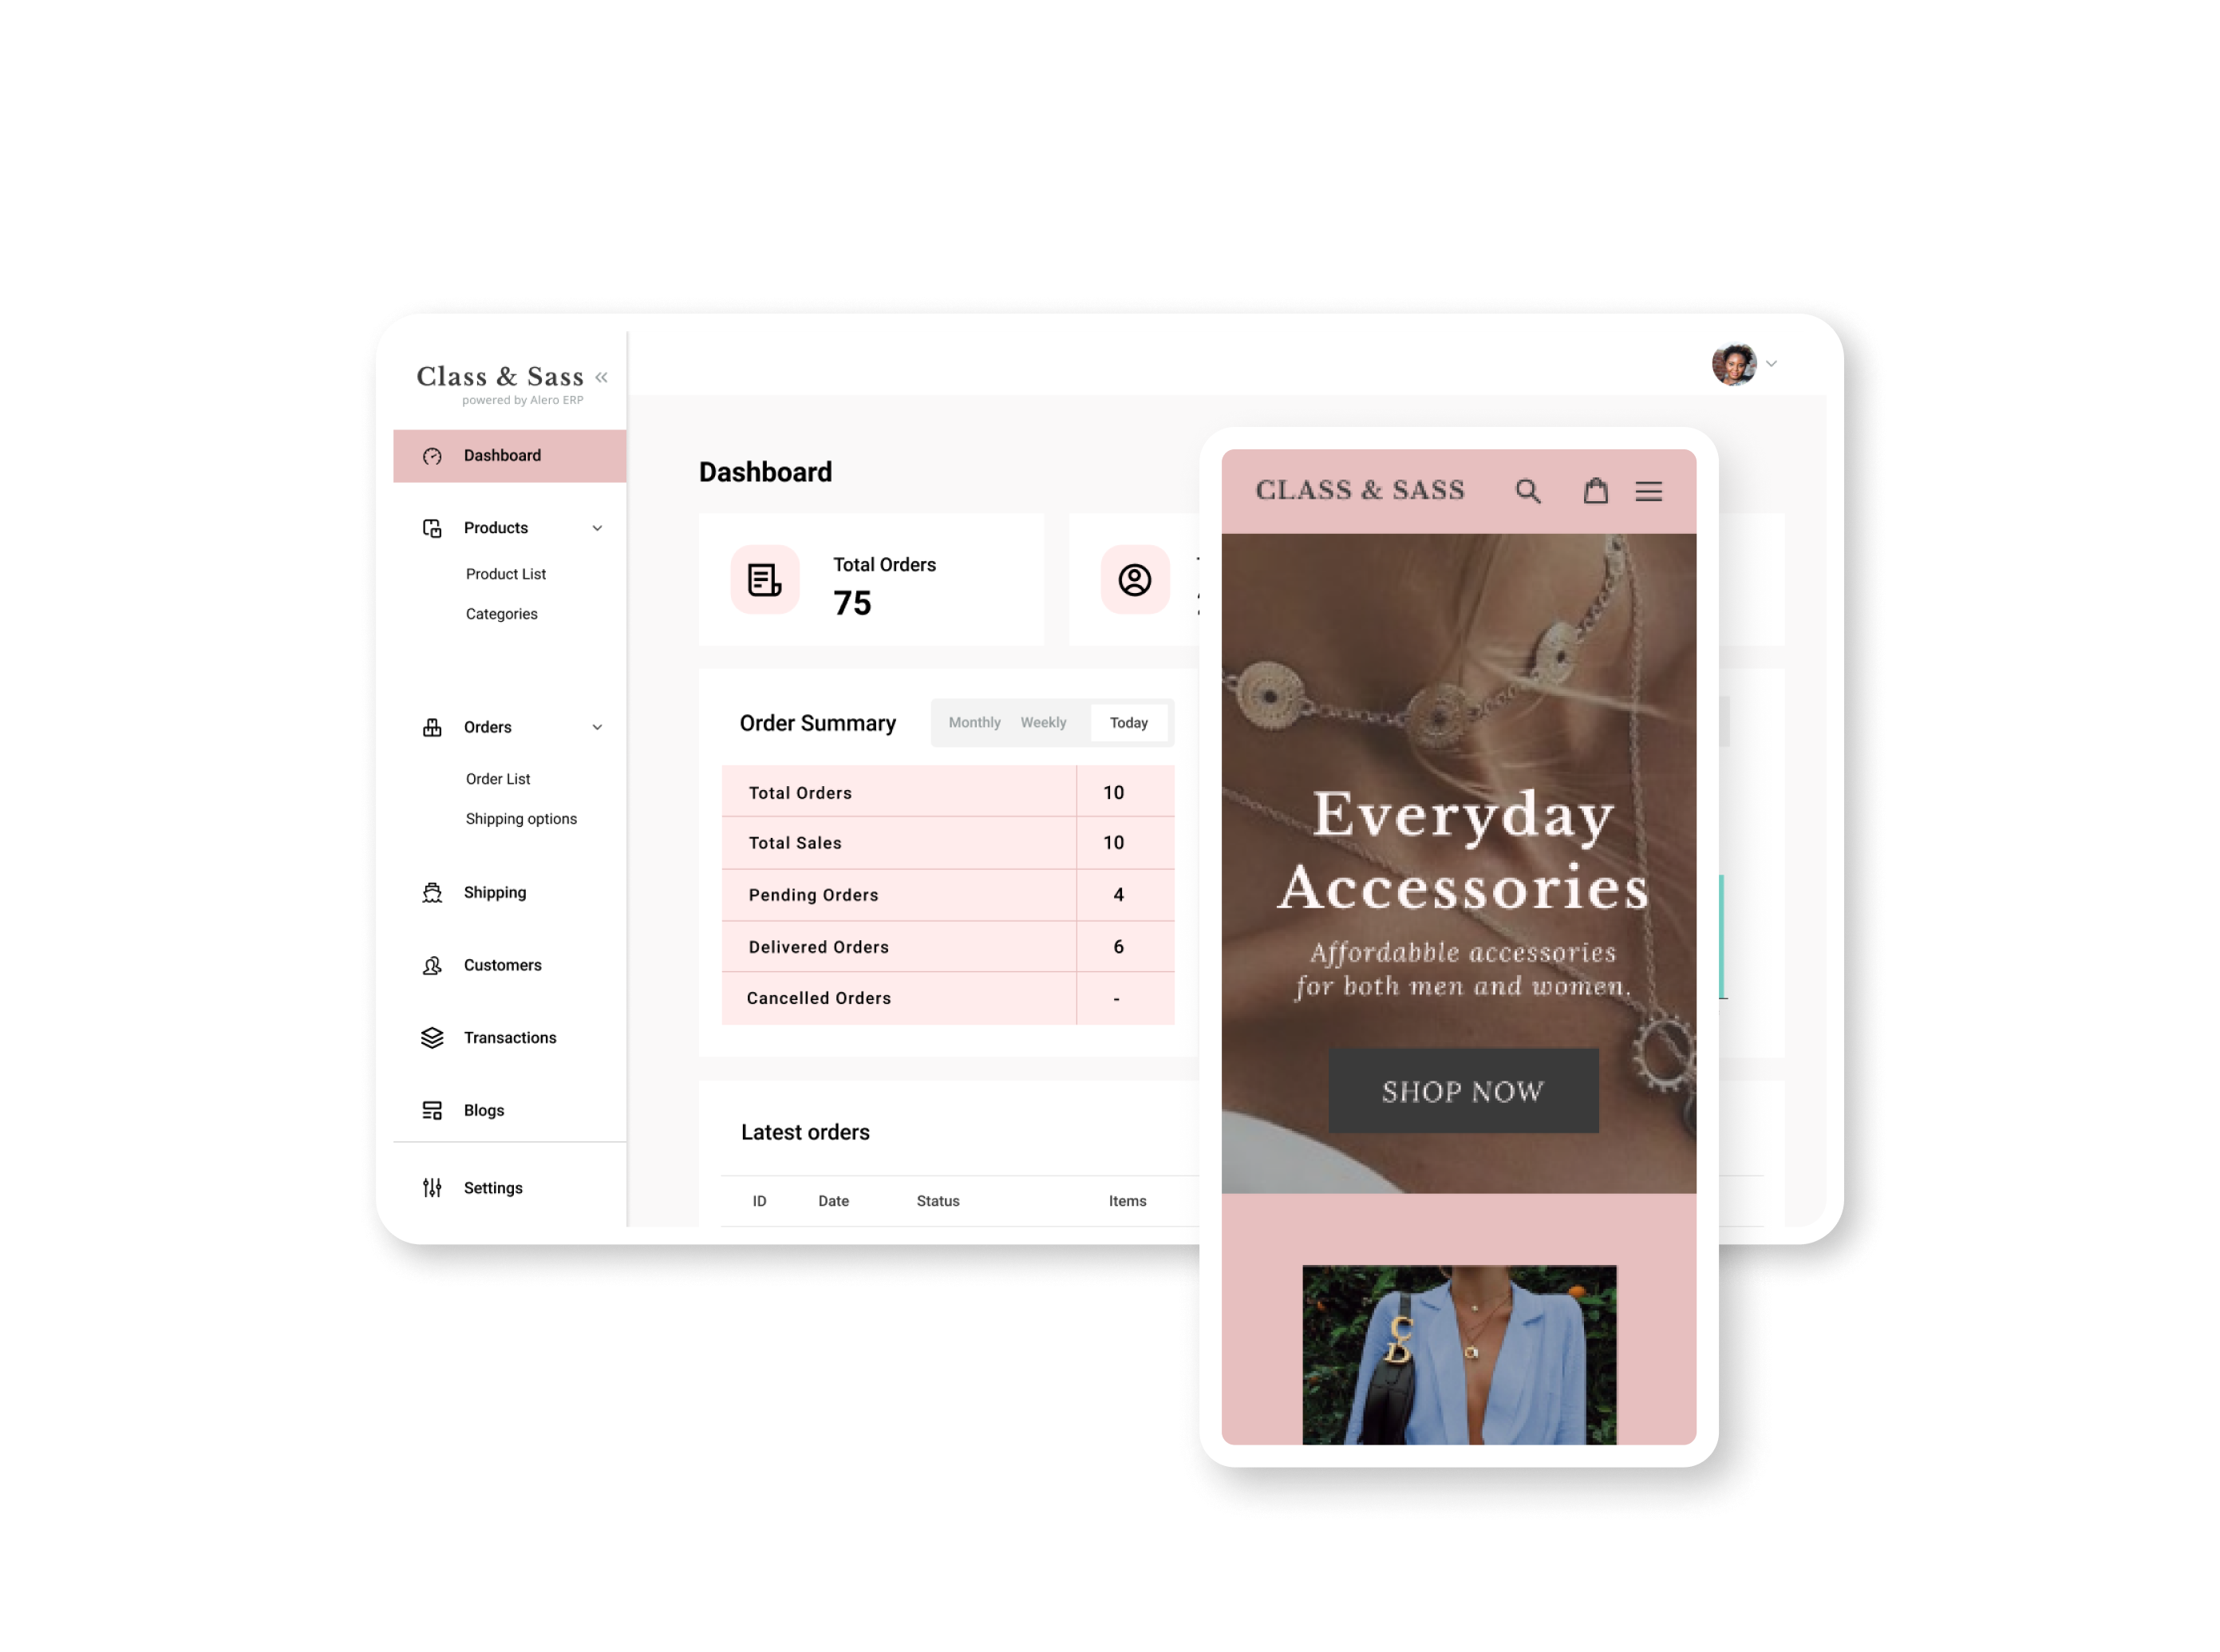 Class & Sass
powered by Alero ERP
Dashboard
Products
Product List
Categories
Orders
Order List
Shipping options
Shipping
Customers
Transactions
Blogs
Settings
Dashboard
Total Orders
75
Order Summary
Monthly Weekly Today
Total Orders 10
Total Sales 10
Pending Orders 4
Delivered Orders 6
Cancelled Orders -
Latest orders
ID Date Status Items
CLASS & SASS
Everyday
Accessories
Affordabble accessories
for both men and women.
SHOP NOW
CD